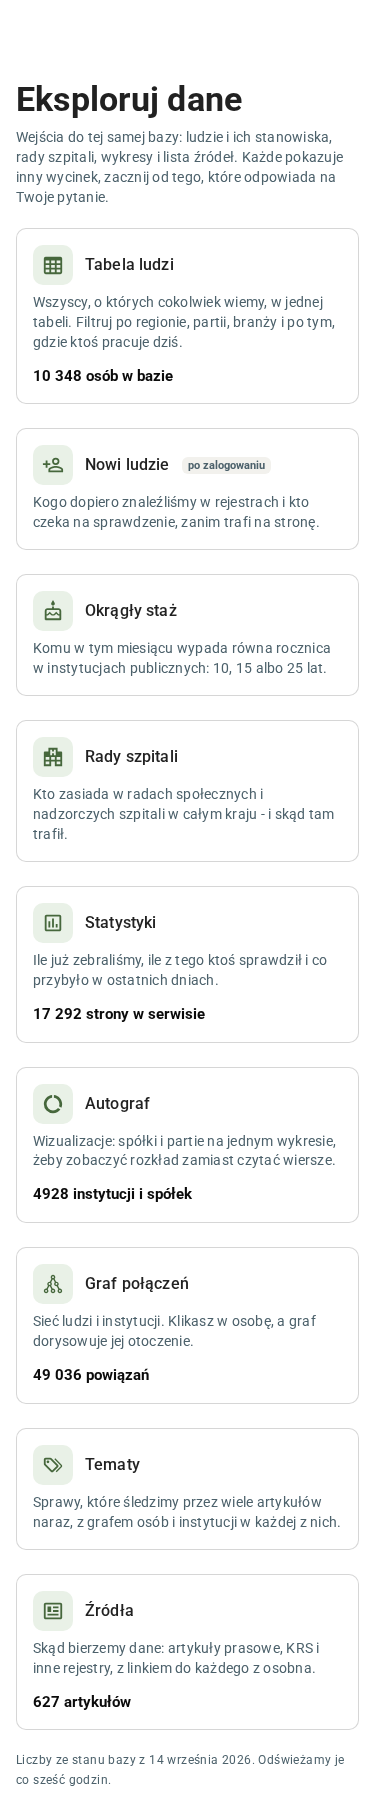 Eksploruj dane
Wejścia do tej samej bazy: ludzie i ich stanowiska,
rady szpitali, wykresy i lista źródeł. Każde pokazuje
inny wycinek, zacznij od tego, które odpowiada na
Twoje pytanie.
Tabela ludzi
Wszyscy, o których cokolwiek wiemy, w jednej
tabeli. Filtruj po regionie, partii, branży i po tym,
gdzie ktoś pracuje dziś.
10 348 osób w bazie
Nowi ludzie po zalogowaniu
Kogo dopiero znaleźliśmy w rejestrach i kto
czeka na sprawdzenie, zanim trafi na stronę.
Okrągły staż
Komu w tym miesiącu wypada równa rocznica
w instytucjach publicznych: 10, 15 albo 25 lat.
Rady szpitali
Kto zasiada w radach społecznych i
nadzorczych szpitali w całym kraju - i skąd tam
trafił.
Statystyki
Ile już zebraliśmy, ile z tego ktoś sprawdził i co
przybyło w ostatnich dniach.
17 292 strony w serwisie
Autograf
Wizualizacje: spółki i partie na jednym wykresie,
żeby zobaczyć rozkład zamiast czytać wiersze.
4928 instytucji i spółek
Graf połączeń
Sieć ludzi i instytucji. Klikasz w osobę, a graf
dorysowuje jej otoczenie.
49 036 powiązań
Tematy
Sprawy, które śledzimy przez wiele artykułów
naraz, z grafem osób i instytucji w każdej z nich.
Źródła
Skąd bierzemy dane: artykuły prasowe, KRS i
inne rejestry, z linkiem do każdego z osobna.
627 artykułów
Liczby ze stanu bazy z 14 września 2026. Odświeżamy je
co sześć godzin.